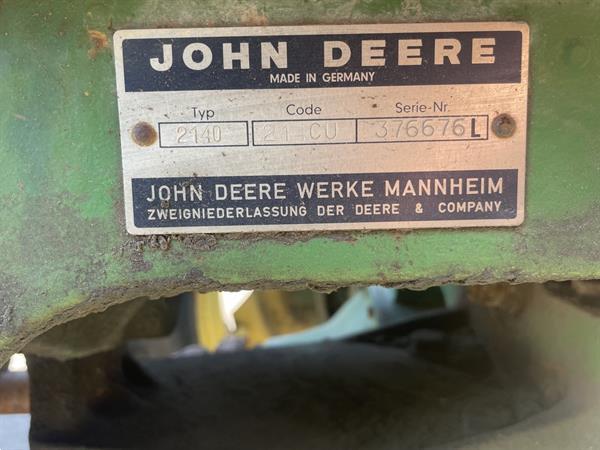 JOHN DEERE
MADE IN GERMANY
Typ Code Serie-Nr.
2140 CU 376676L
JOHN DEERE WERKE MANNHEIM
ZWEIGNIEDERLASSUNG DER DEERE & COMPANY